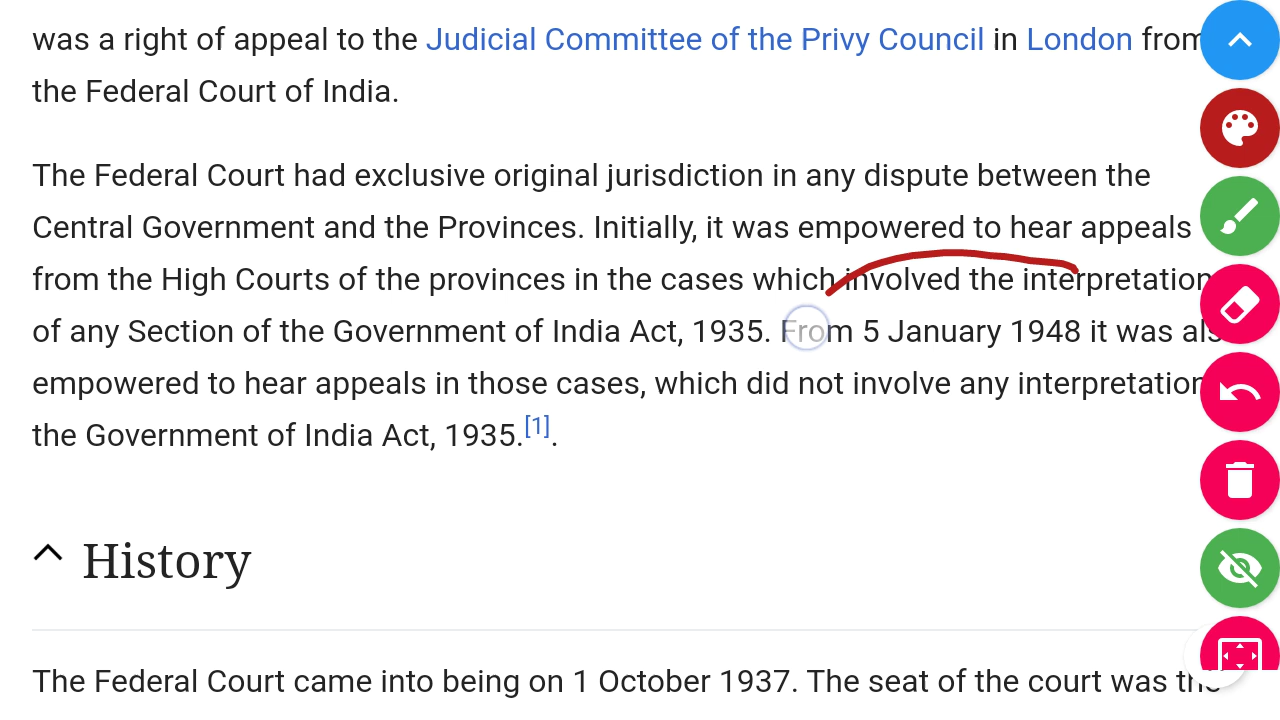 was a right of appeal to the Judicial Committee of the Privy Council in London from
the Federal Court of India.
The Federal Court had exclusive original jurisdiction in any dispute between the
Central Government and the Provinces. Initially, it was empowered to hear appeals
from the High Courts of the provinces in the cases which involved the interpretation
of any Section of the Government of India Act, 1935. From 5 January 1948 it was als
empowered to hear appeals in those cases, which did not involve any interpretation
the Government of India Act, 1935.[1].
History
The Federal Court came into being on 1 October 1937. The seat of the court was the